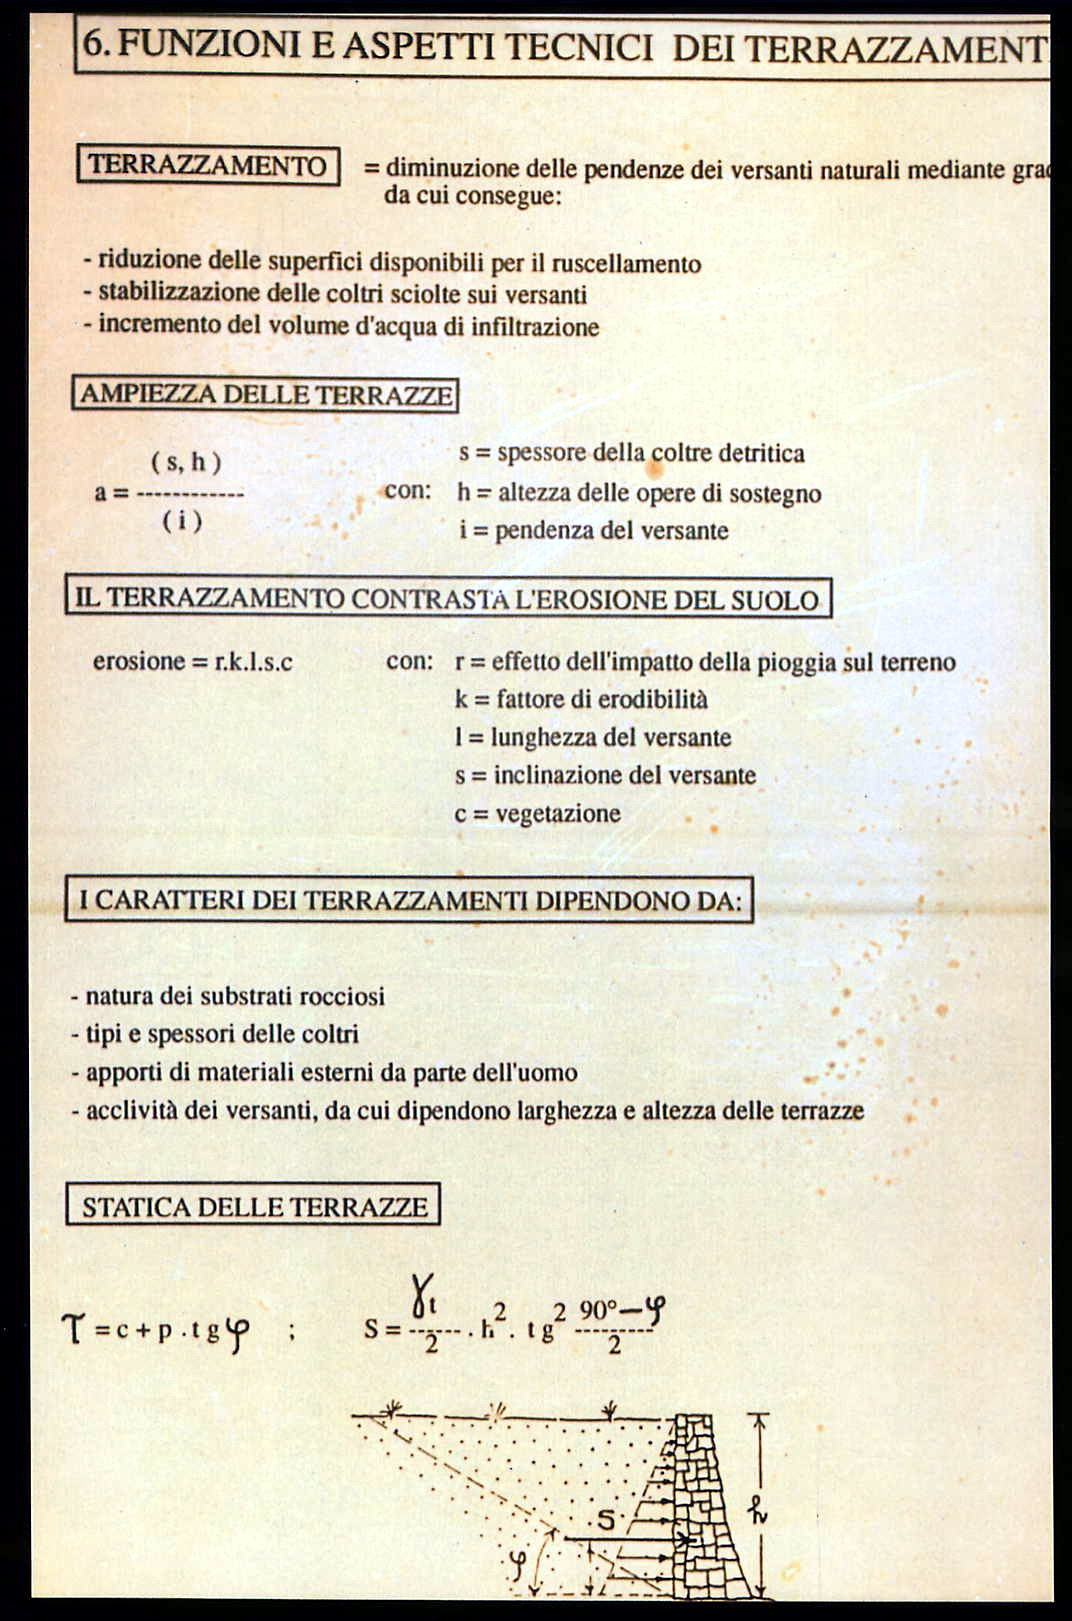 6. FUNZIONI E ASPETTI TECNICI DEI TERRAZZAMENT
TERRAZZAMENTO = diminuzione delle pendenze dei versanti naturali mediante grad
da cui consegue:
- riduzione delle superfici disponibili per il ruscellamento
- stabilizzazione delle coltri sciolte sui versanti
- incremento del volume d'acqua di infiltrazione
AMPIEZZA DELLE TERRAZZE
( s, h )
a = ------------
( i )
con:
s = spessore della coltre detritica
h = altezza delle opere di sostegno
i = pendenza del versante
IL TERRAZZAMENTO CONTRASTA L'EROSIONE DEL SUOLO
erosione = r.k.l.s.c con: r = effetto dell'impatto della pioggia sul terreno
k = fattore di erodibilità
l = lunghezza del versante
s = inclinazione del versante
c = vegetazione
I CARATTERI DEI TERRAZZAMENTI DIPENDONO DA:
- natura dei substrati rocciosi
- tipi e spessori delle coltri
- apporti di materiali esterni da parte dell'uomo
- acclività dei versanti, da cui dipendono larghezza e altezza delle terrazze
STATICA DELLE TERRAZZE
τ = c + p . t g φ ; S = γt / 2 . h² . t g² 90°–φ / 2
S
h
φ